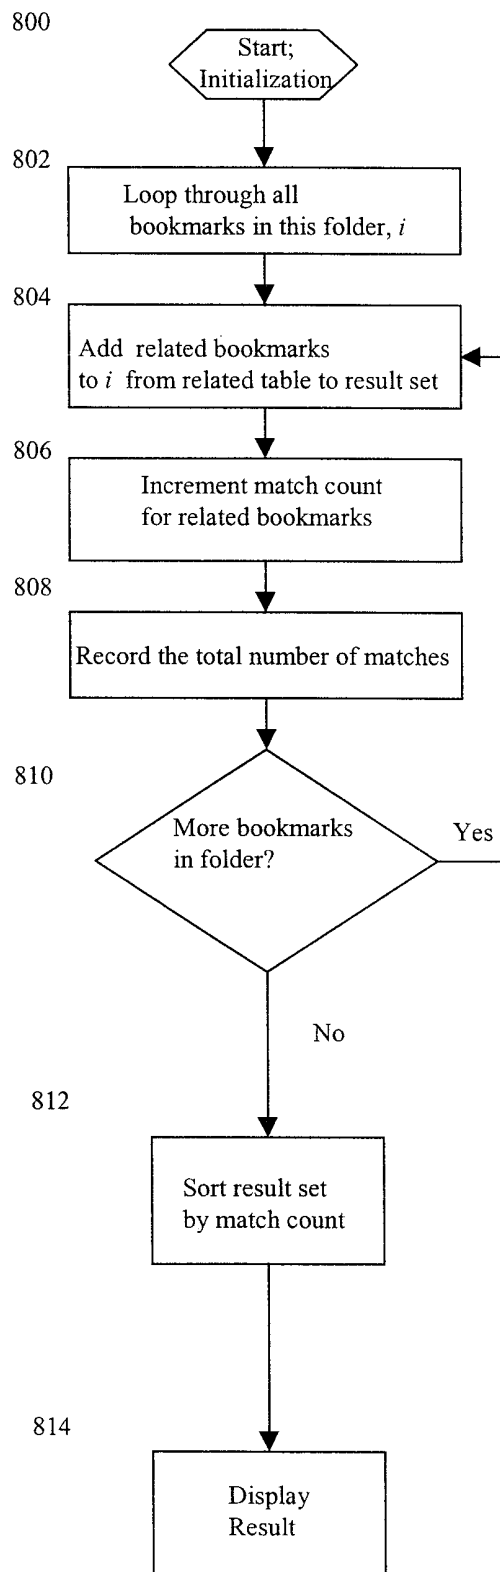 800
Start;
Initialization
802
Loop through all
bookmarks in this folder, i
804
Add related bookmarks
to i from related table to result set
806
Increment match count
for related bookmarks
808
Record the total number of matches
810
More bookmarks
in folder?
Yes
No
812
Sort result set
by match count
814
Display
Result